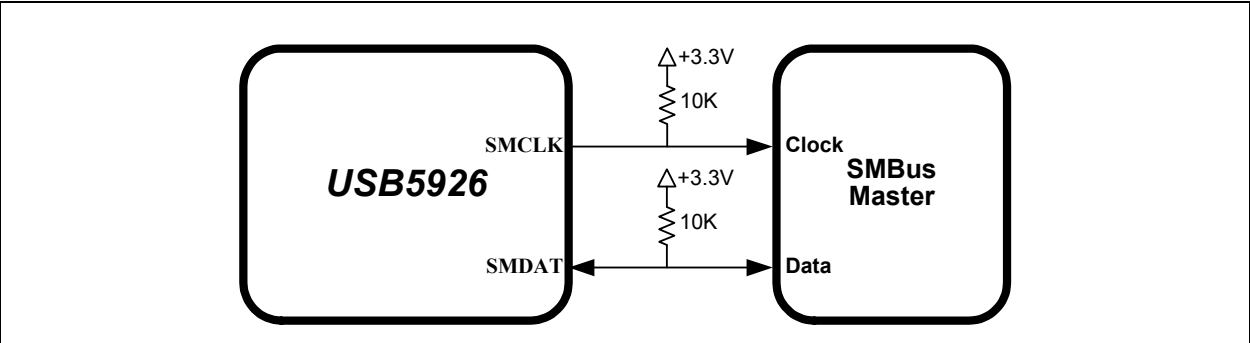 +3.3V
10K
SMCLK
Clock
USB5926
SMBus
Master
+3.3V
10K
SMDAT
Data